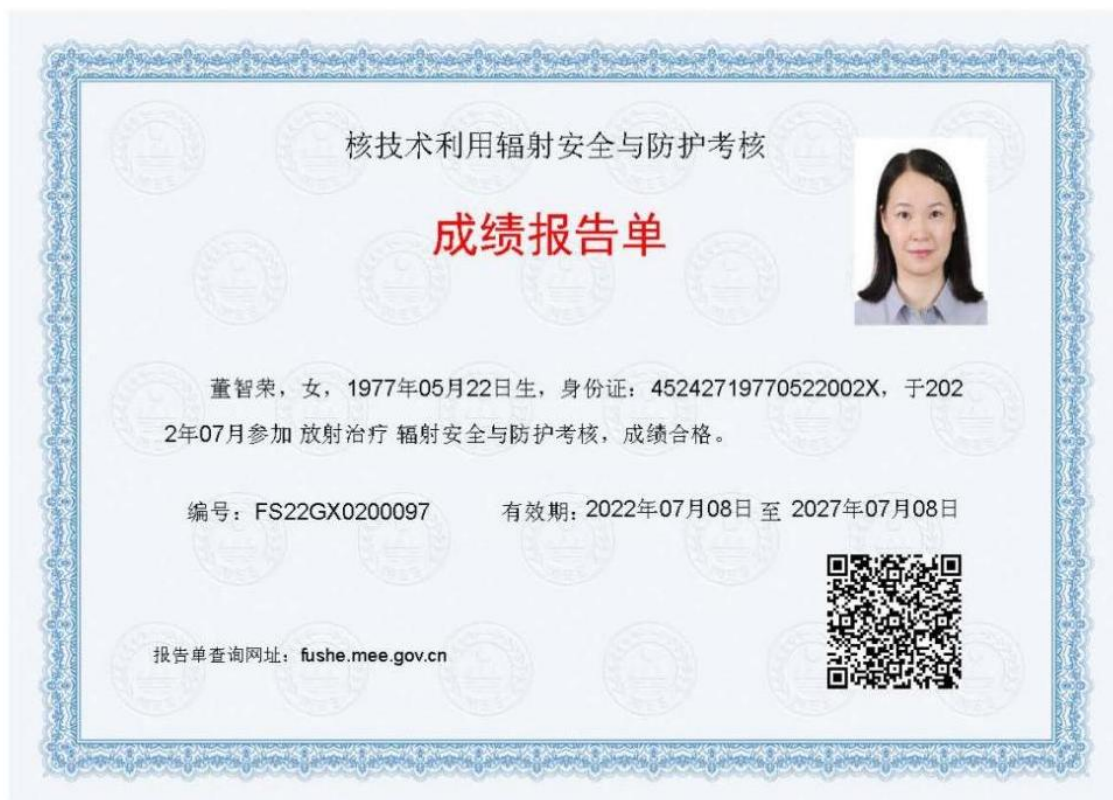 核技术利用辐射安全与防护考核
成绩报告单
董智荣，女，1977年05月22日生，身份证：45242719770522002X，于202
2年07月参加 放射治疗 辐射安全与防护考核，成绩合格。
编号：FS22GX0200097 有效期：2022年07月08日 至 2027年07月08日
报告单查询网址：fushe.mee.gov.cn